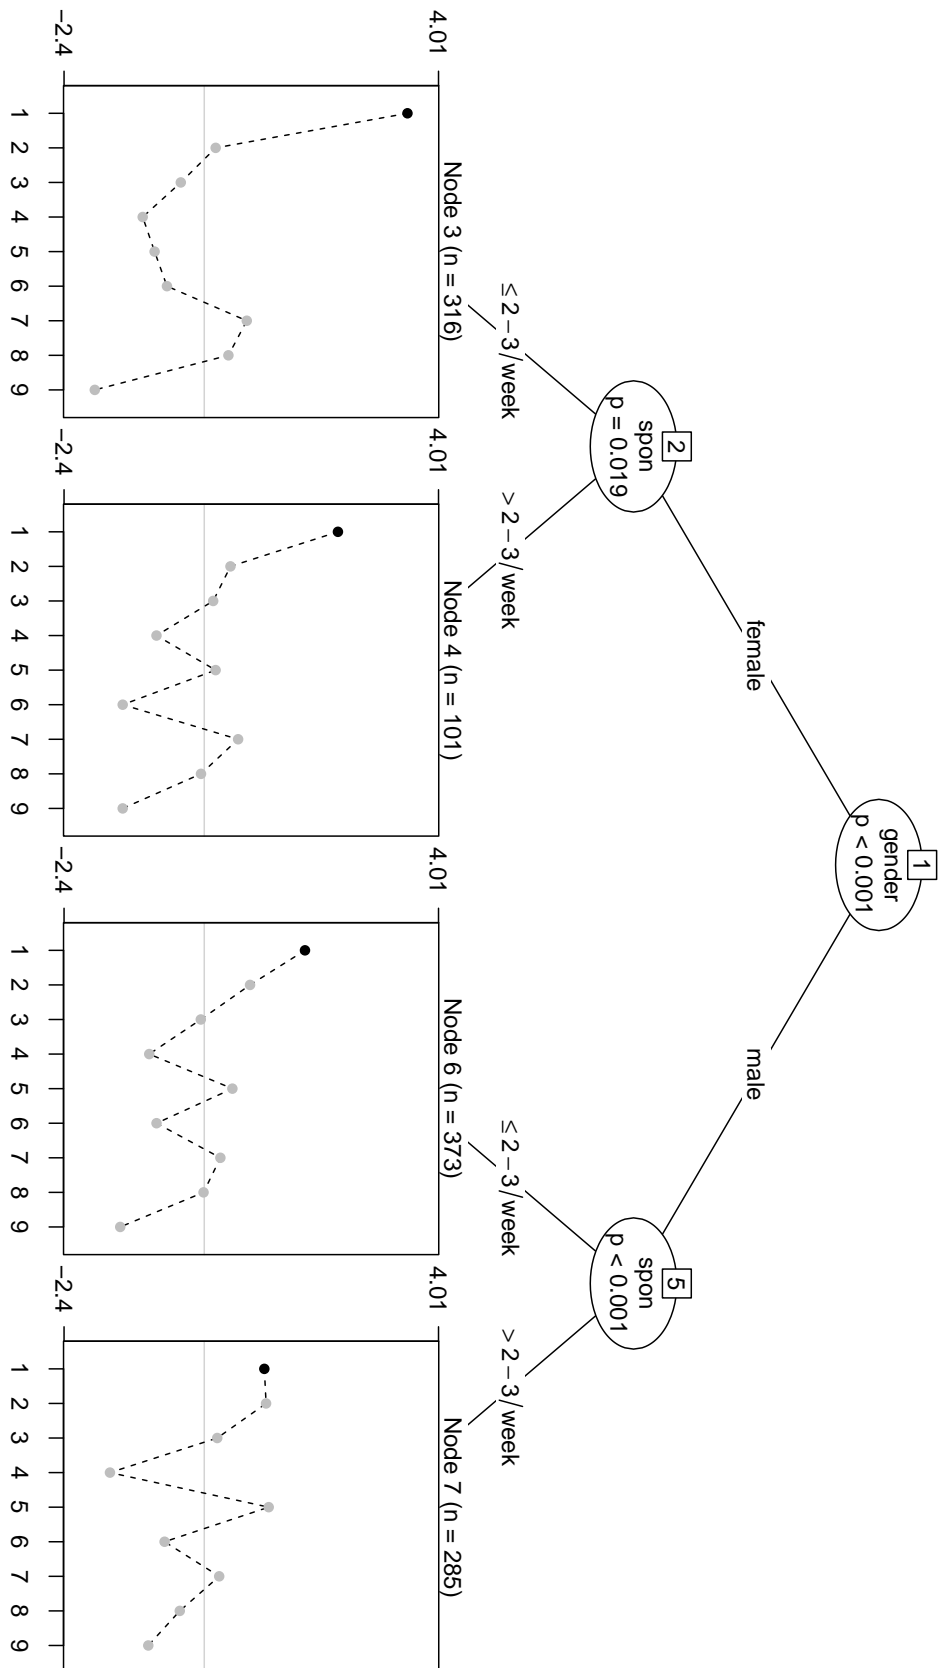 1
gender
p < 0.001
female
male
2
spon
p = 0.019
5
spon
p < 0.001
≤ 2 − 3/week
> 2 − 3/week
≤ 2 − 3/week
> 2 − 3/week
Node 3 (n = 316)
4.01
−2.4
1 2 3 4 5 6 7 8 9
Node 4 (n = 101)
4.01
−2.4
1 2 3 4 5 6 7 8 9
Node 6 (n = 373)
4.01
−2.4
1 2 3 4 5 6 7 8 9
Node 7 (n = 285)
4.01
−2.4
1 2 3 4 5 6 7 8 9